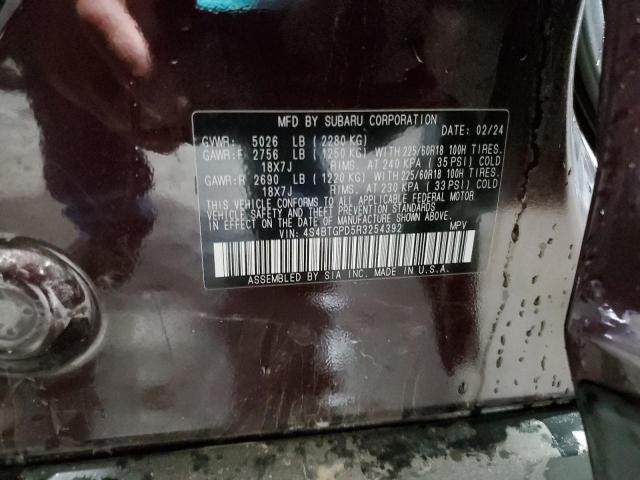 MFD BY SUBARU CORPORATION
DATE: 02/24
GVWR: 5026 LB ( 2280 KG)
GAWR:F 2756 LB ( 1250 KG) WITH 225/60R18 100H TIRES.
18X7J RIMS. AT 240 KPA ( 35 PSI) COLD
GAWR:R 2690 LB ( 1220 KG) WITH 225/60R18 100H TIRES.
18X7J RIMS. AT 230 KPA ( 33 PSI) COLD
THIS VEHICLE CONFORMS TO ALL APPLICABLE FEDERAL MOTOR
VEHICLE SAFETY AND THEFT PREVENTION STANDARDS
IN EFFECT ON THE DATE OF MANUFACTURE SHOWN ABOVE.
VIN: 4S4BTGPD5R3254392 MPV
ASSEMBLED BY SIA INC. MADE IN U.S.A.